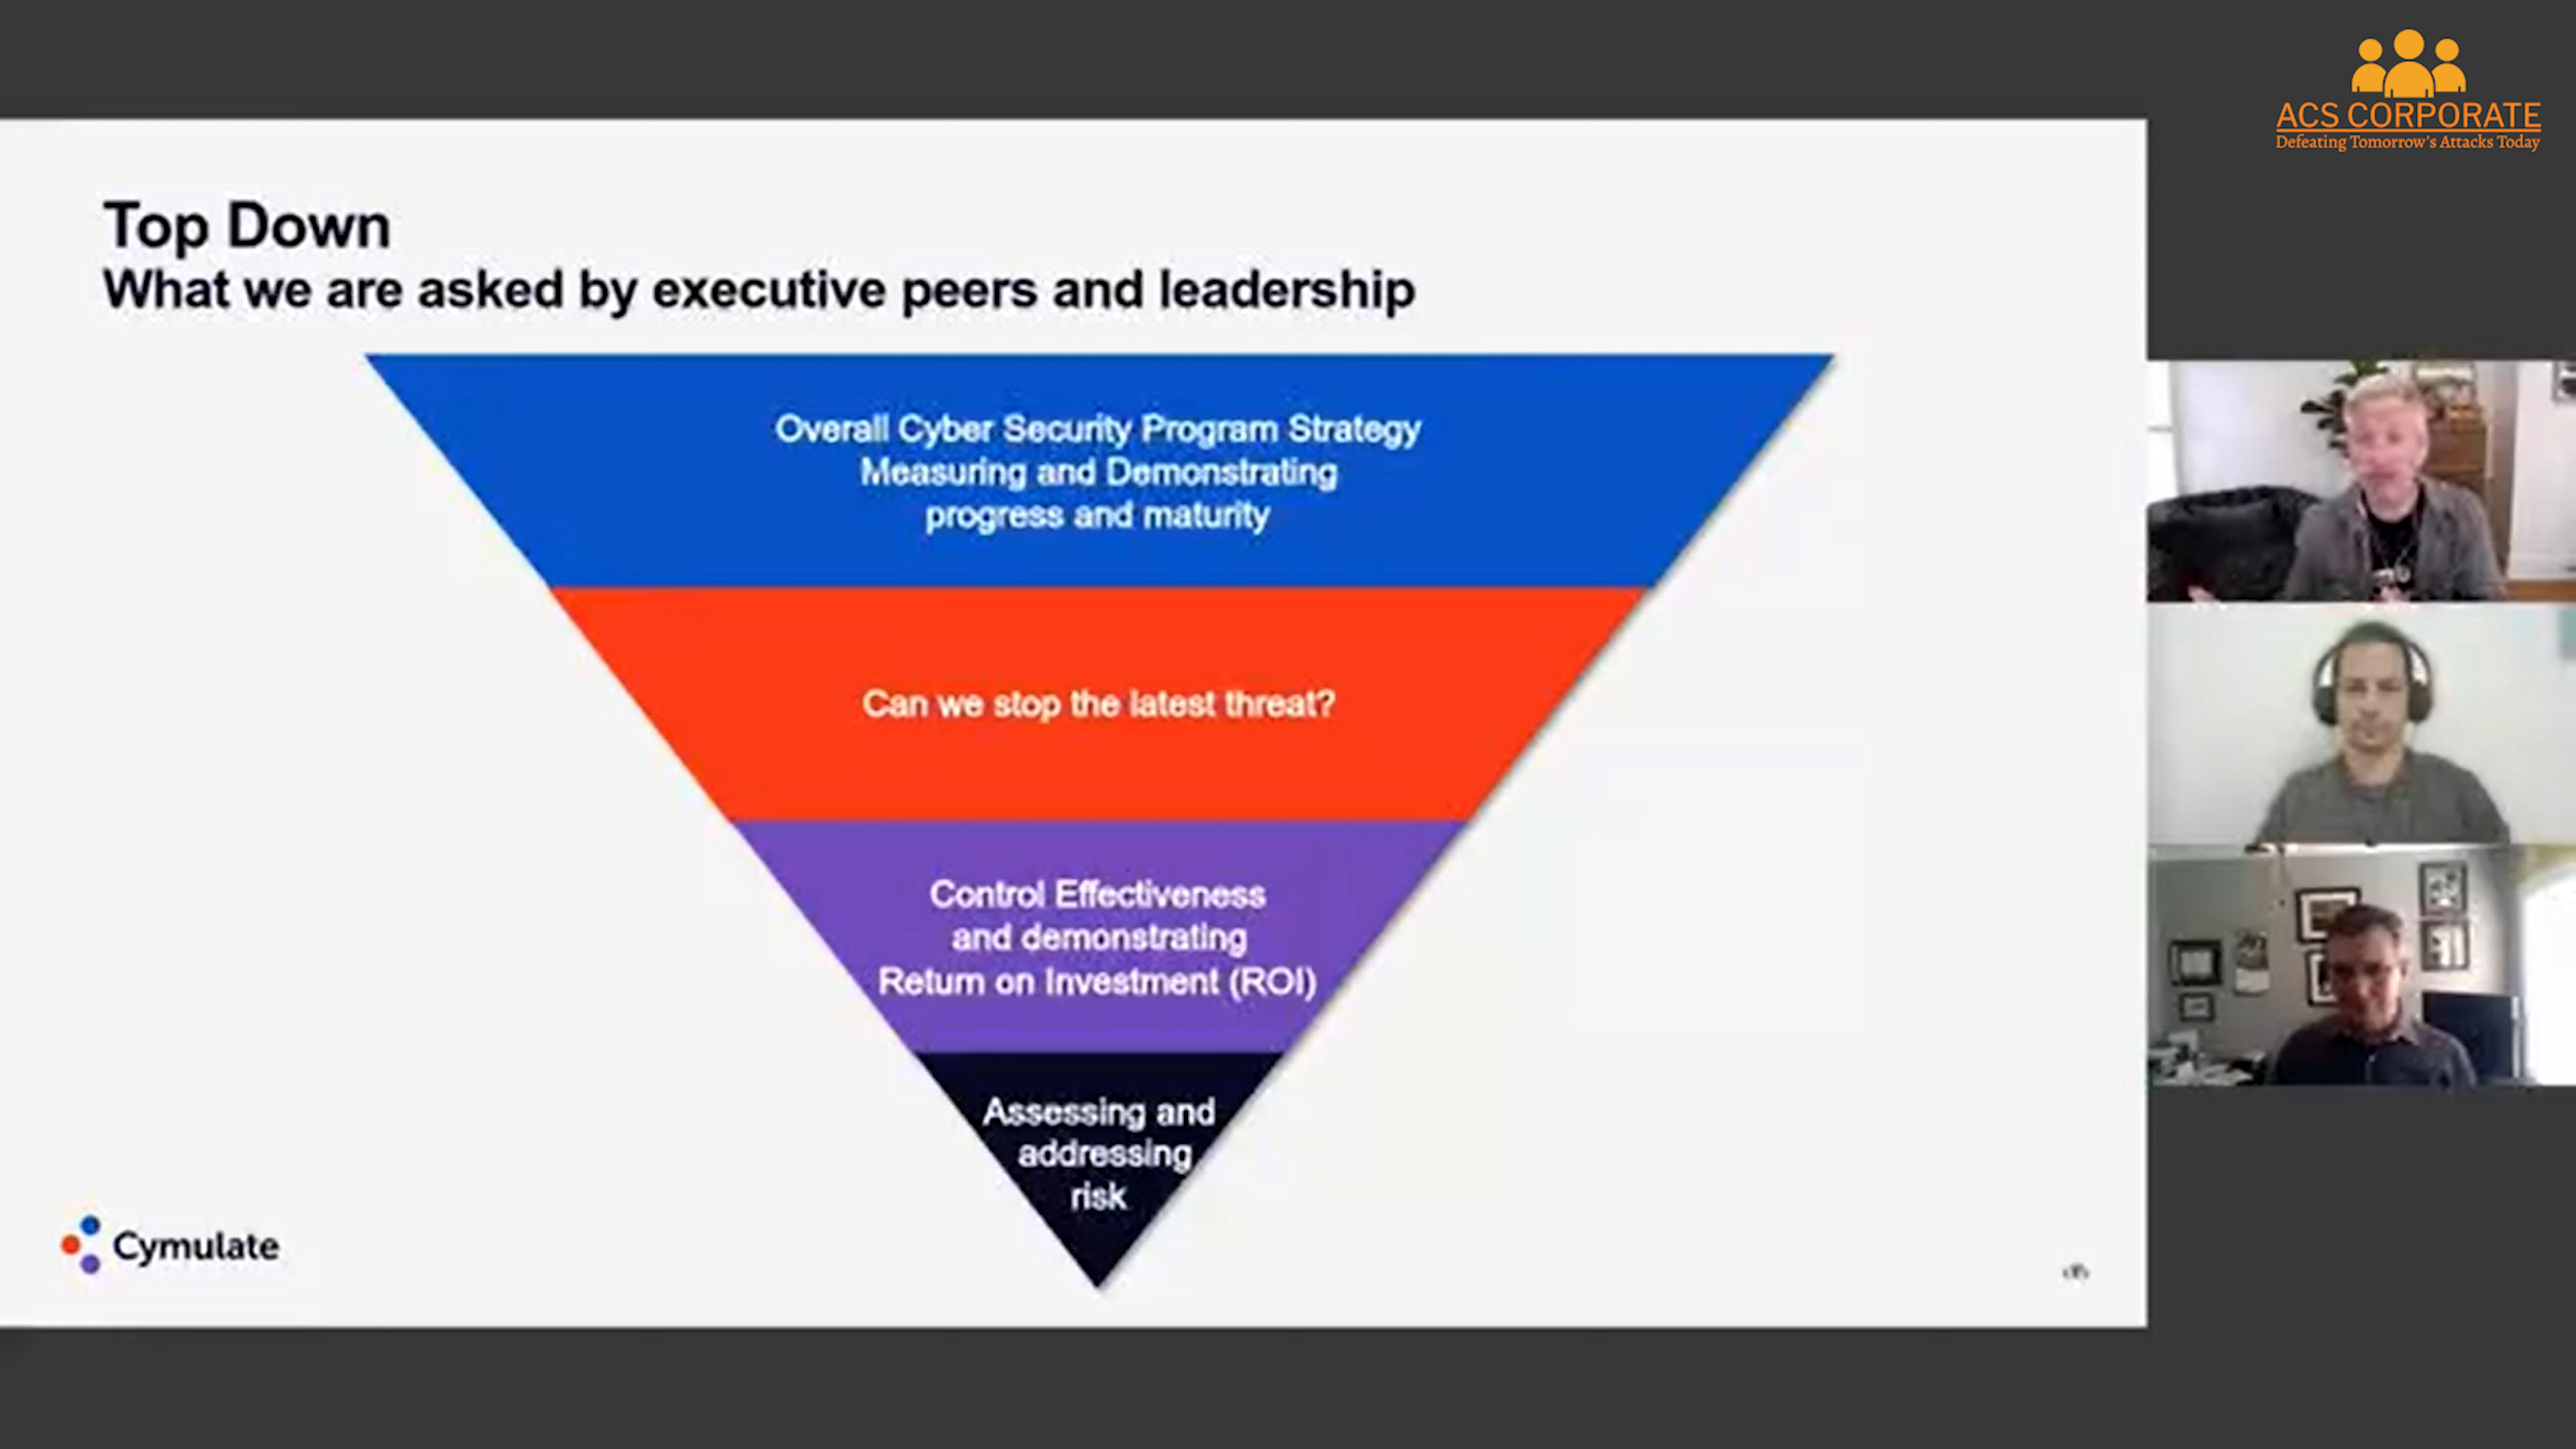 ACS CORPORATE
Defeating Tomorrow's Attacks Today
Top Down
What we are asked by executive peers and leadership
Overall Cyber Security Program Strategy
Measuring and Demonstrating
progress and maturity
Can we stop the latest threat?
Control Effectiveness
and demonstrating
Return on Investment (ROI)
Assessing and
addressing
risk
Cymulate